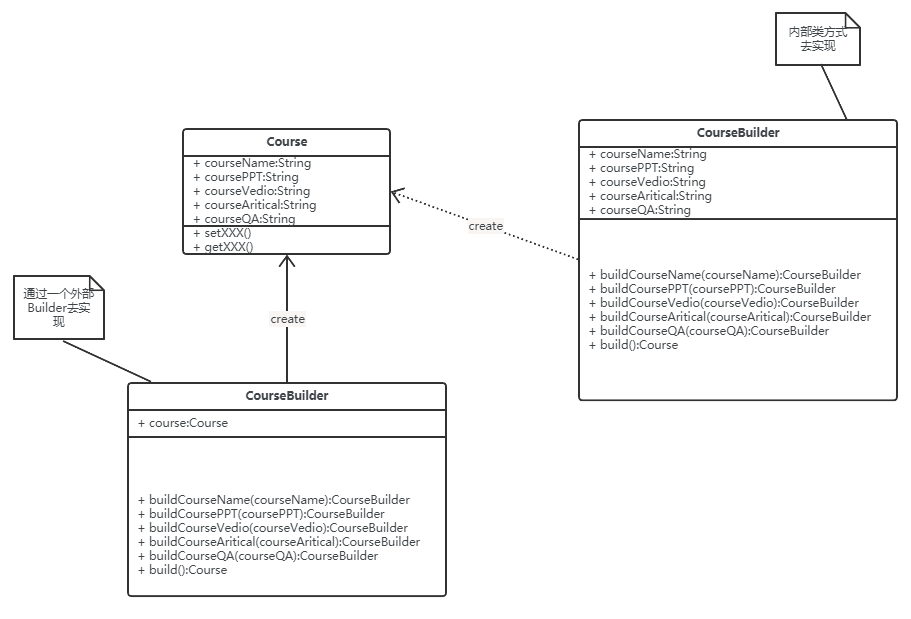 内部类方式
去实现
Course
+ courseName:String
+ coursePPT:String
+ courseVedio:String
+ courseAritical:String
+ courseQA:String
+ setXXX()
+ getXXX()
CourseBuilder
+ courseName:String
+ coursePPT:String
+ courseVedio:String
+ courseAritical:String
+ courseQA:String
+ buildCourseName(courseName):CourseBuilder
+ buildCoursePPT(coursePPT):CourseBuilder
+ buildCourseVedio(courseVedio):CourseBuilder
+ buildCourseAritical(courseAritical):CourseBuilder
+ buildCourseQA(courseQA):CourseBuilder
+ build():Course
create
通过一个外部
Builder去实
现
create
CourseBuilder
+ course:Course
+ buildCourseName(courseName):CourseBuilder
+ buildCoursePPT(coursePPT):CourseBuilder
+ buildCourseVedio(courseVedio):CourseBuilder
+ buildCourseAritical(courseAritical):CourseBuilder
+ buildCourseQA(courseQA):CourseBuilder
+ build():Course